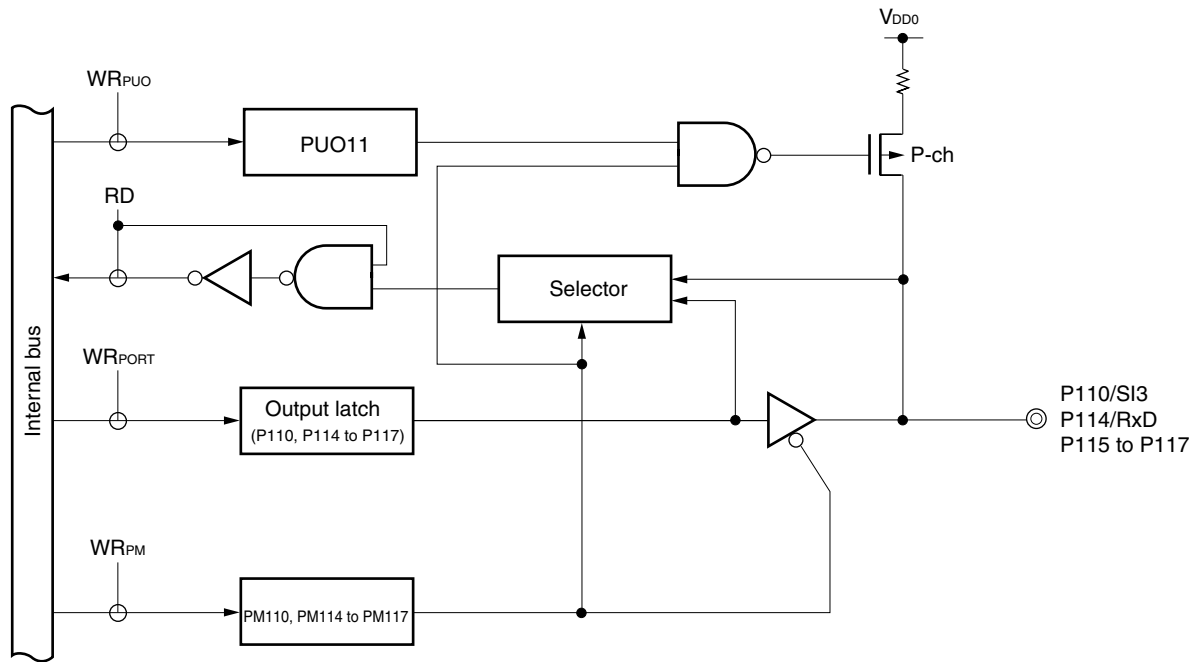 VDD0
WRPUO
PUO11
P-ch
RD
Selector
Internal bus
WRPORT
Output latch
(P110, P114 to P117)
P110/SI3
P114/RxD
P115 to P117
WRPM
PM110, PM114 to PM117